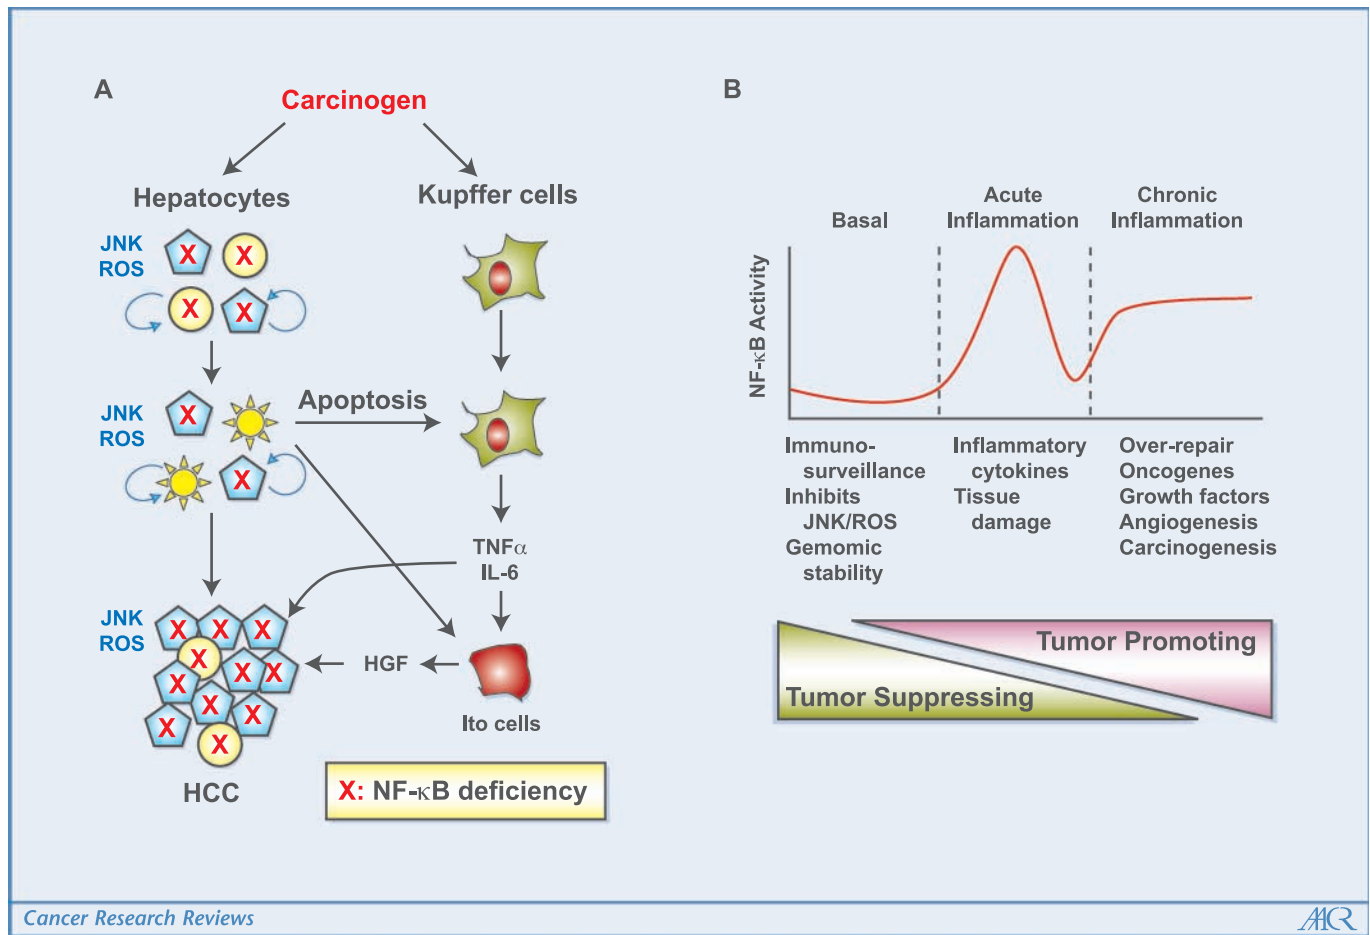 A
Carcinogen
Hepatocytes
Kupffer cells
JNK
ROS
X
X
X
X
JNK
ROS
X
Apoptosis
X
TNFα
IL-6
JNK
ROS
X
X
X
X
X
X
X
X
X
X
X
X
HGF
Ito cells
HCC
X: NF-κB deficiency
B
Basal
Acute
Inflammation
Chronic
Inflammation
NF-κB Activity
Immuno-
surveillance
Inhibits
JNK/ROS
Gemomic
stability
Inflammatory
cytokines
Tissue
damage
Over-repair
Oncogenes
Growth factors
Angiogenesis
Carcinogenesis
Tumor Promoting
Tumor Suppressing
Cancer Research Reviews
AACR